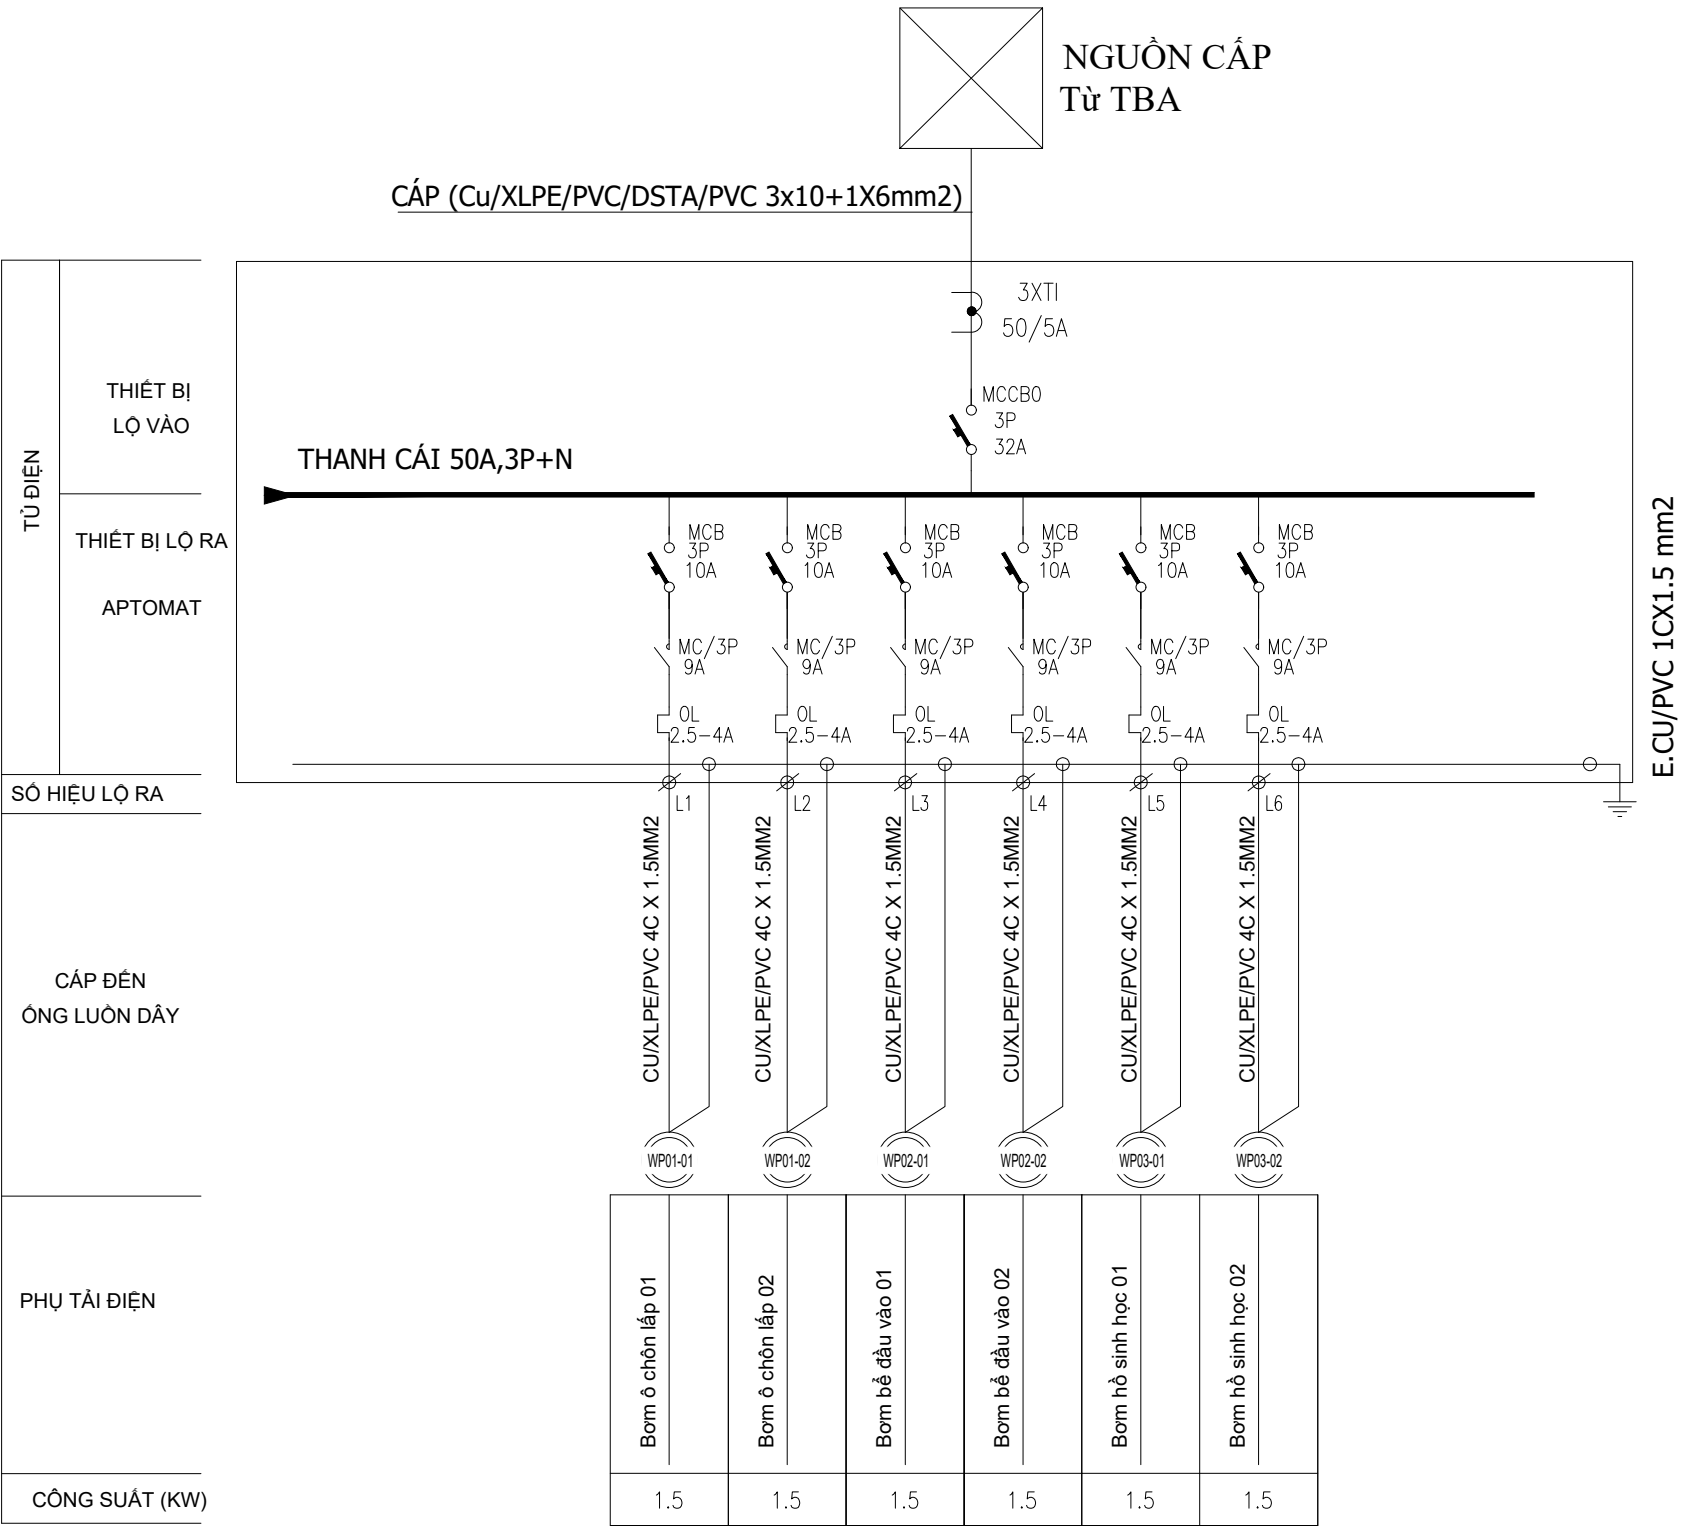 NGUỒN CẤP
Từ TBA
CÁP (Cu/XLPE/PVC/DSTA/PVC 3x10+1X6mm2)
3XTI
50/5A
MCCB0
3P
32A
THANH CÁI 50A,3P+N
TỦ ĐIỆN
THIẾT BỊ
LỘ VÀO
THIẾT BỊ LỘ RA
APTOMAT
MCB MCB MCB MCB MCB MCB
3P 3P 3P 3P 3P 3P
10A 10A 10A 10A 10A 10A
MC/3P MC/3P MC/3P MC/3P MC/3P MC/3P
9A 9A 9A 9A 9A 9A
OL OL OL OL OL OL
2.5-4A 2.5-4A 2.5-4A 2.5-4A 2.5-4A 2.5-4A
E.CU/PVC 1CX1.5 mm2
SỐ HIỆU LỘ RA
L1 L2 L3 L4 L5 L6
CÁP ĐẾN
ỐNG LUỒN DÂY
CU/XLPE/PVC 4C X 1.5MM2
CU/XLPE/PVC 4C X 1.5MM2
CU/XLPE/PVC 4C X 1.5MM2
CU/XLPE/PVC 4C X 1.5MM2
CU/XLPE/PVC 4C X 1.5MM2
CU/XLPE/PVC 4C X 1.5MM2
WP01-01 WP01-02 WP02-01 WP02-02 WP03-01 WP03-02
PHỤ TẢI ĐIỆN
Bơm ô chôn lấp 01
Bơm ô chôn lấp 02
Bơm bể đầu vào 01
Bơm bể đầu vào 02
Bơm hồ sinh học 01
Bơm hồ sinh học 02
CÔNG SUẤT (KW)
1.5 1.5 1.5 1.5 1.5 1.5